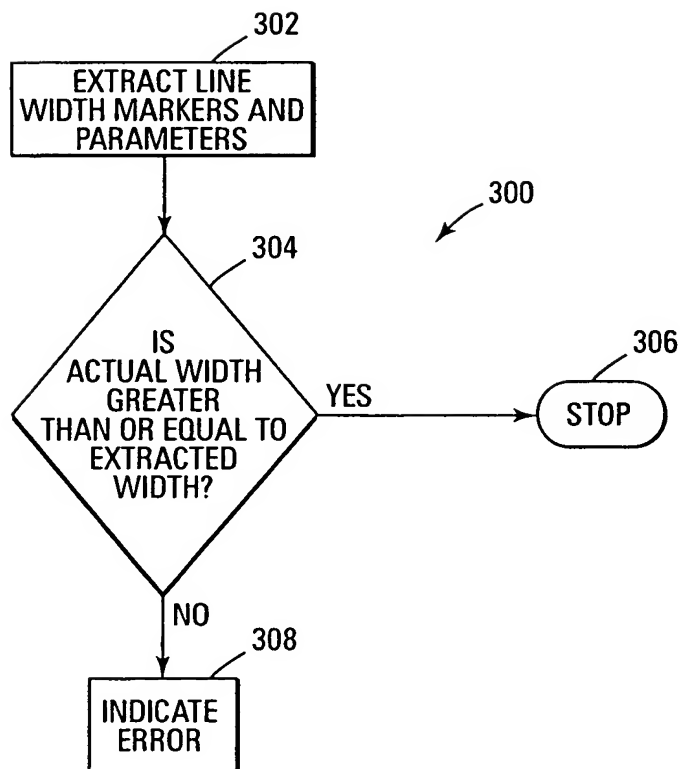 302
EXTRACT LINE
WIDTH MARKERS AND
PARAMETERS
300
304
IS
ACTUAL WIDTH
GREATER
THAN OR EQUAL TO
EXTRACTED
WIDTH?
YES
306
STOP
NO
308
INDICATE
ERROR